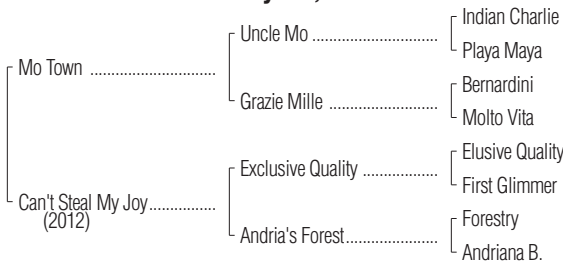 Indian Charlie
Uncle Mo ................................
Playa Maya
Mo Town ................................
Bernardini
Grazie Mille ............................
Molto Vita
Elusive Quality
Exclusive Quality ...................
First Glimmer
Can't Steal My Joy................
(2012)
Forestry
Andria's Forest.......................
Andriana B.